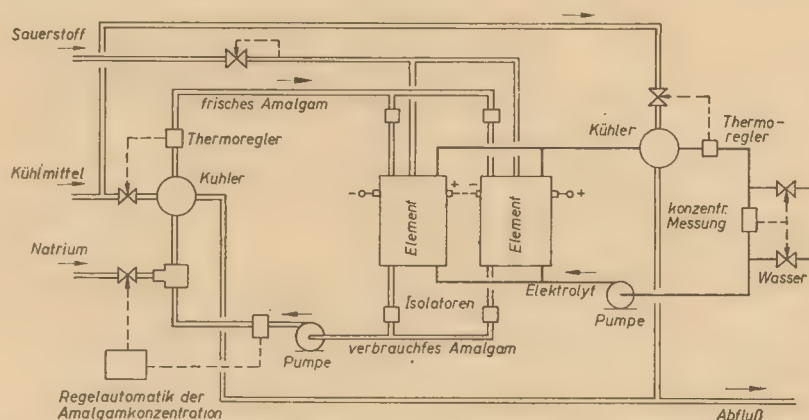 Sauerstoff
frisches Amalgam
Thermoregler
Kühlmittel
Kuhler
Natrium
Regelautomatik der
Amalgamkonzentration
Pumpe
verbrauchfes Amalgam
Isolatoren
Element
Element
- + - +
Elektrolyt
Kühler
Thermo-
regler
konzentr.
Messung
Wasser
Pumpe
Abfluß